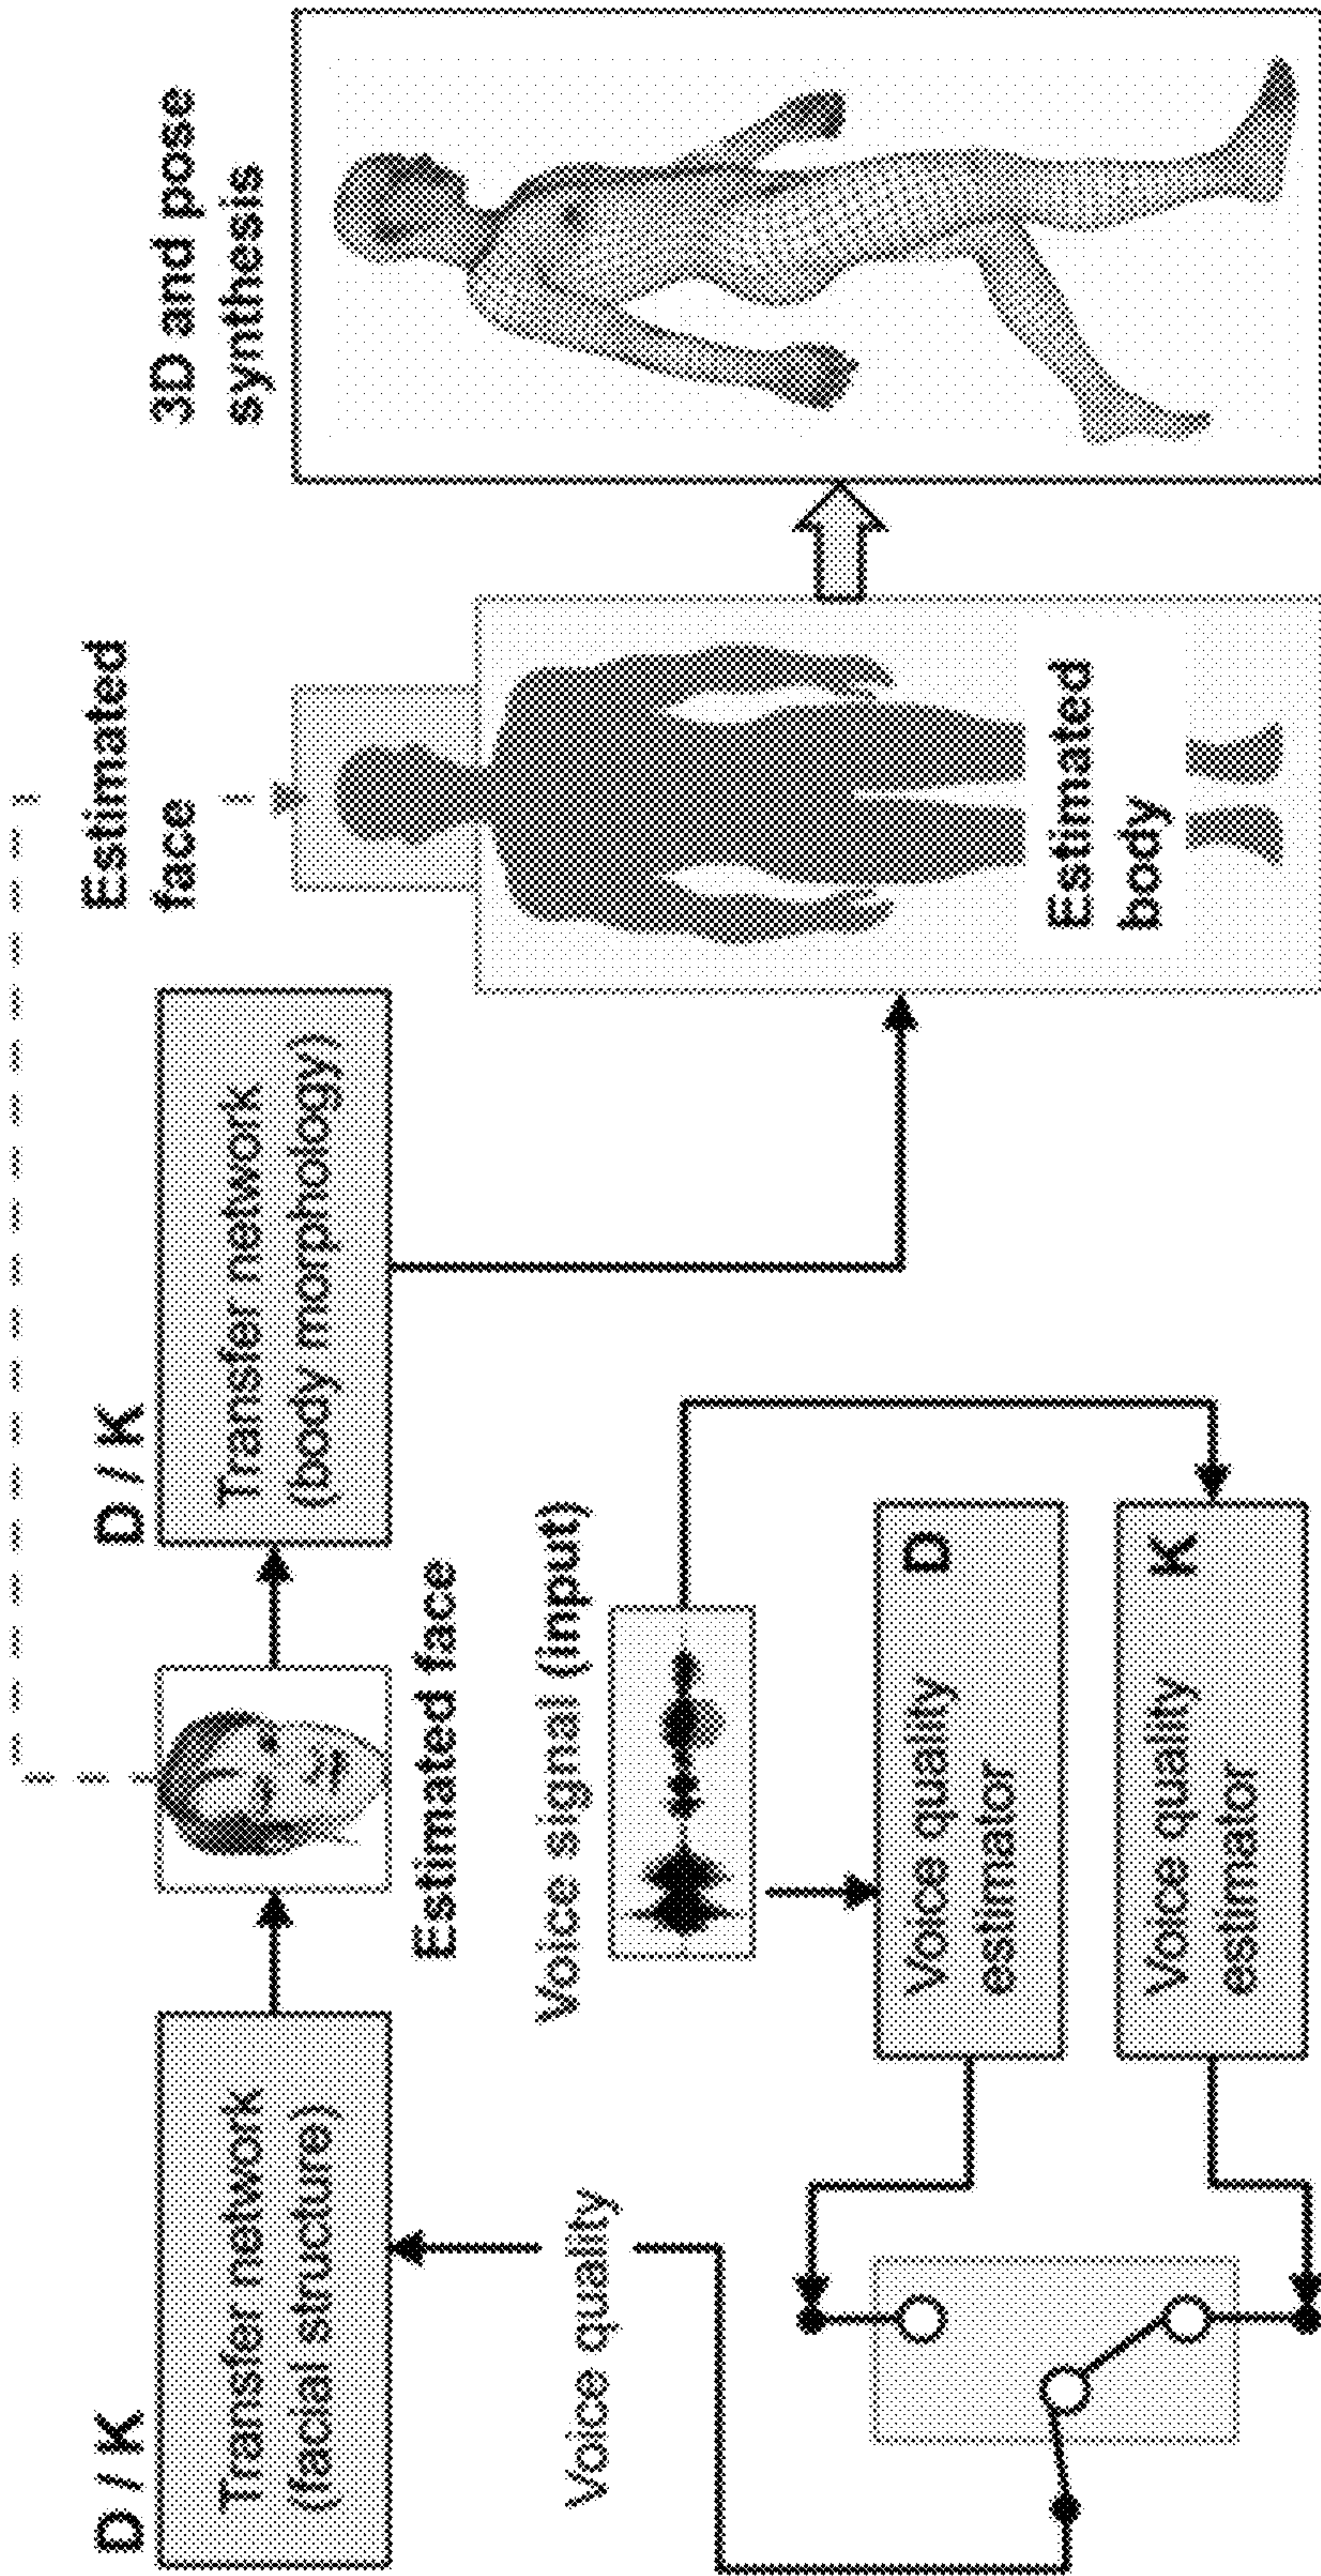 D / K
Transfer network
(facial structure)
Estimated face
D / K
Transfer network
(body morphology)
Estimated
face
3D and pose
synthesis
Voice quality
Voice signal (input)
Voice quality
estimator
D
Voice quality
estimator
K
Estimated
body